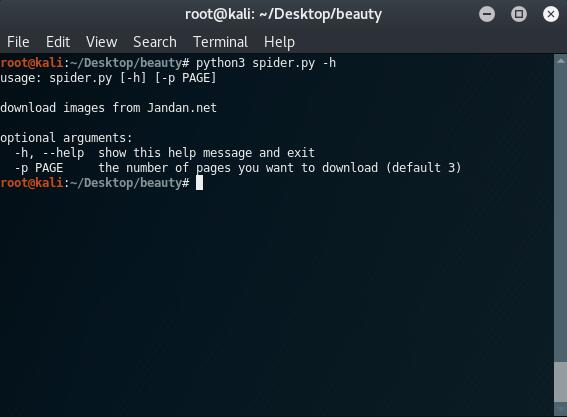 root@kali: ~/Desktop/beauty
File Edit View Search Terminal Help
root@kali:~/Desktop/beauty# python3 spider.py -h
usage: spider.py [-h] [-p PAGE]
download images from Jandan.net
optional arguments:
  -h, --help  show this help message and exit
  -p PAGE     the number of pages you want to download (default 3)
root@kali:~/Desktop/beauty#